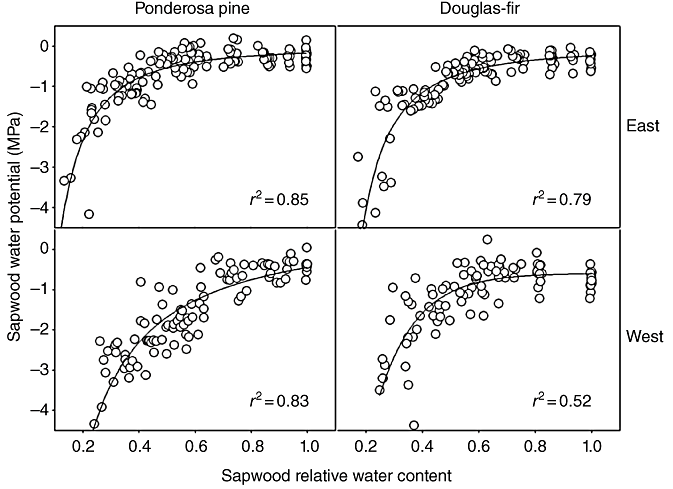 Ponderosa pine Douglas-fir
0
−1
−2
−3
−4
r² = 0.85
r² = 0.79
East
0
−1
−2
−3
−4
r² = 0.83
r² = 0.52
West
0.2 0.4 0.6 0.8 1.0 0.2 0.4 0.6 0.8 1.0
Sapwood relative water content
Sapwood water potential (MPa)